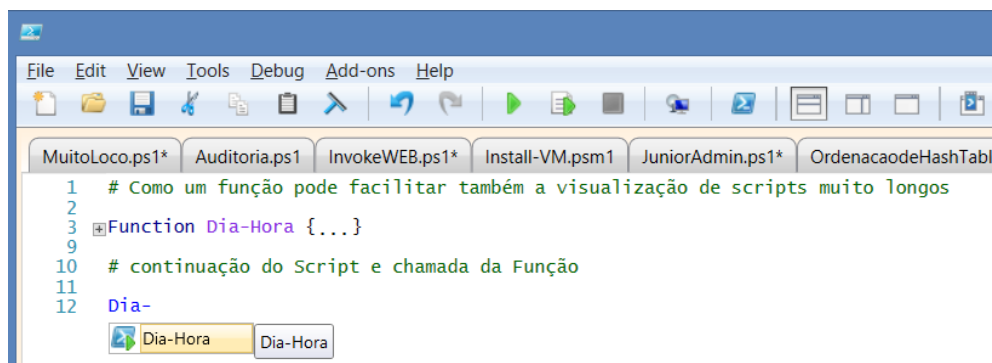 File Edit View Tools Debug Add-ons Help
MuitoLoco.ps1* Auditoria.ps1 InvokeWEB.ps1* Install-VM.psm1 JuniorAdmin.ps1* OrdenacaodeHashTabl
1 # Como um função pode facilitar também a visualização de scripts muito longos
2
3 Function Dia-Hora {...}
9
10 # continuação do Script e chamada da Função
11
12 Dia-
Dia-Hora Dia-Hora